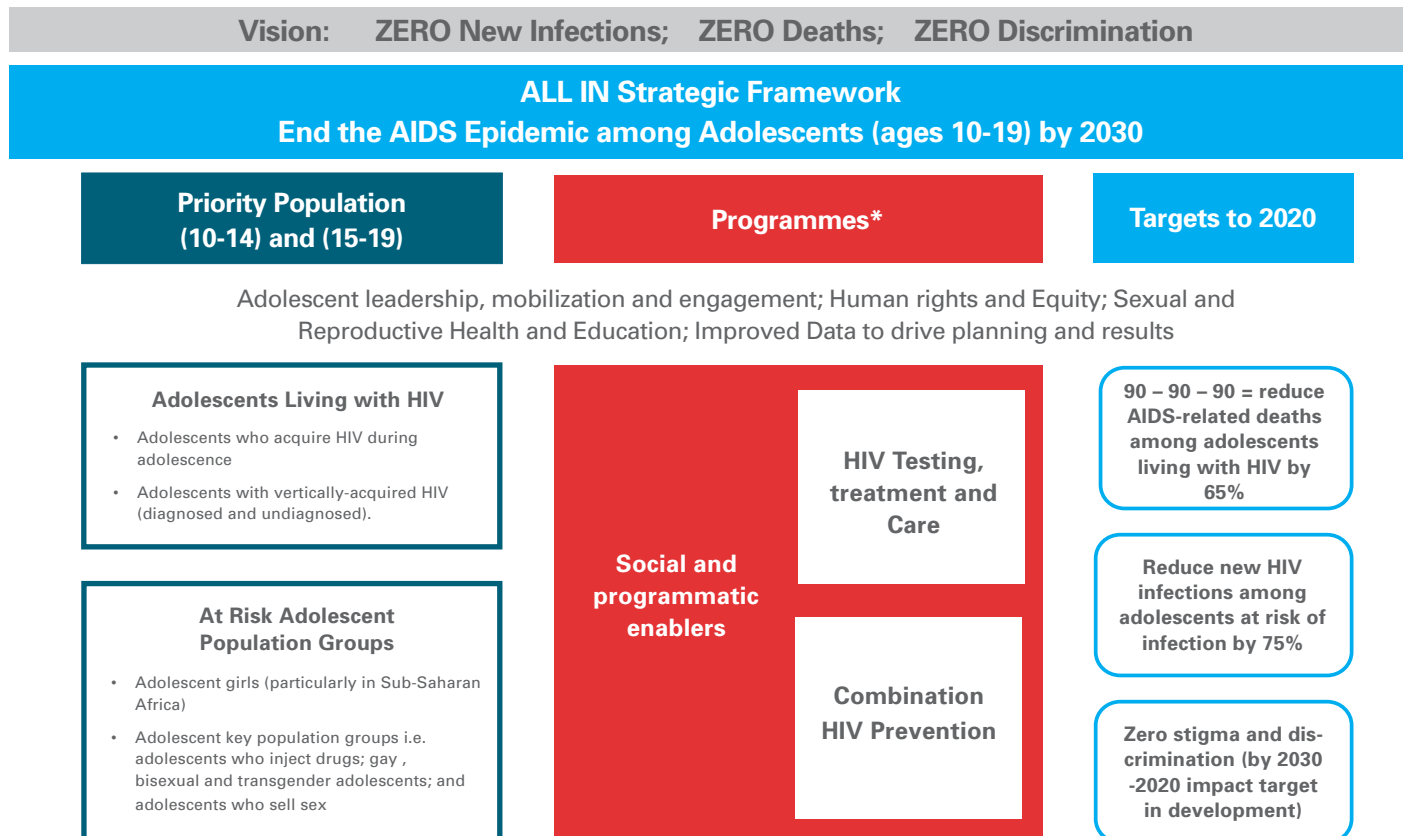 Vision: ZERO New Infections; ZERO Deaths; ZERO Discrimination
ALL IN Strategic Framework
End the AIDS Epidemic among Adolescents (ages 10-19) by 2030
Priority Population
(10-14) and (15-19)
Programmes*
Targets to 2020
Adolescent leadership, mobilization and engagement; Human rights and Equity; Sexual and
Reproductive Health and Education; Improved Data to drive planning and results
Adolescents Living with HIV
• Adolescents who acquire HIV during
adolescence
• Adolescents with vertically-acquired HIV
(diagnosed and undiagnosed).
At Risk Adolescent
Population Groups
• Adolescent girls (particularly in Sub-Saharan
Africa)
• Adolescent key population groups i.e.
adolescents who inject drugs; gay ,
bisexual and transgender adolescents; and
adolescents who sell sex
Social and
programmatic
enablers
HIV Testing,
treatment and
Care
Combination
HIV Prevention
90 – 90 – 90 = reduce
AIDS-related deaths
among adolescents
living with HIV by
65%
Reduce new HIV
infections among
adolescents at risk of
infection by 75%
Zero stigma and dis-
crimination (by 2030
-2020 impact target
in development)